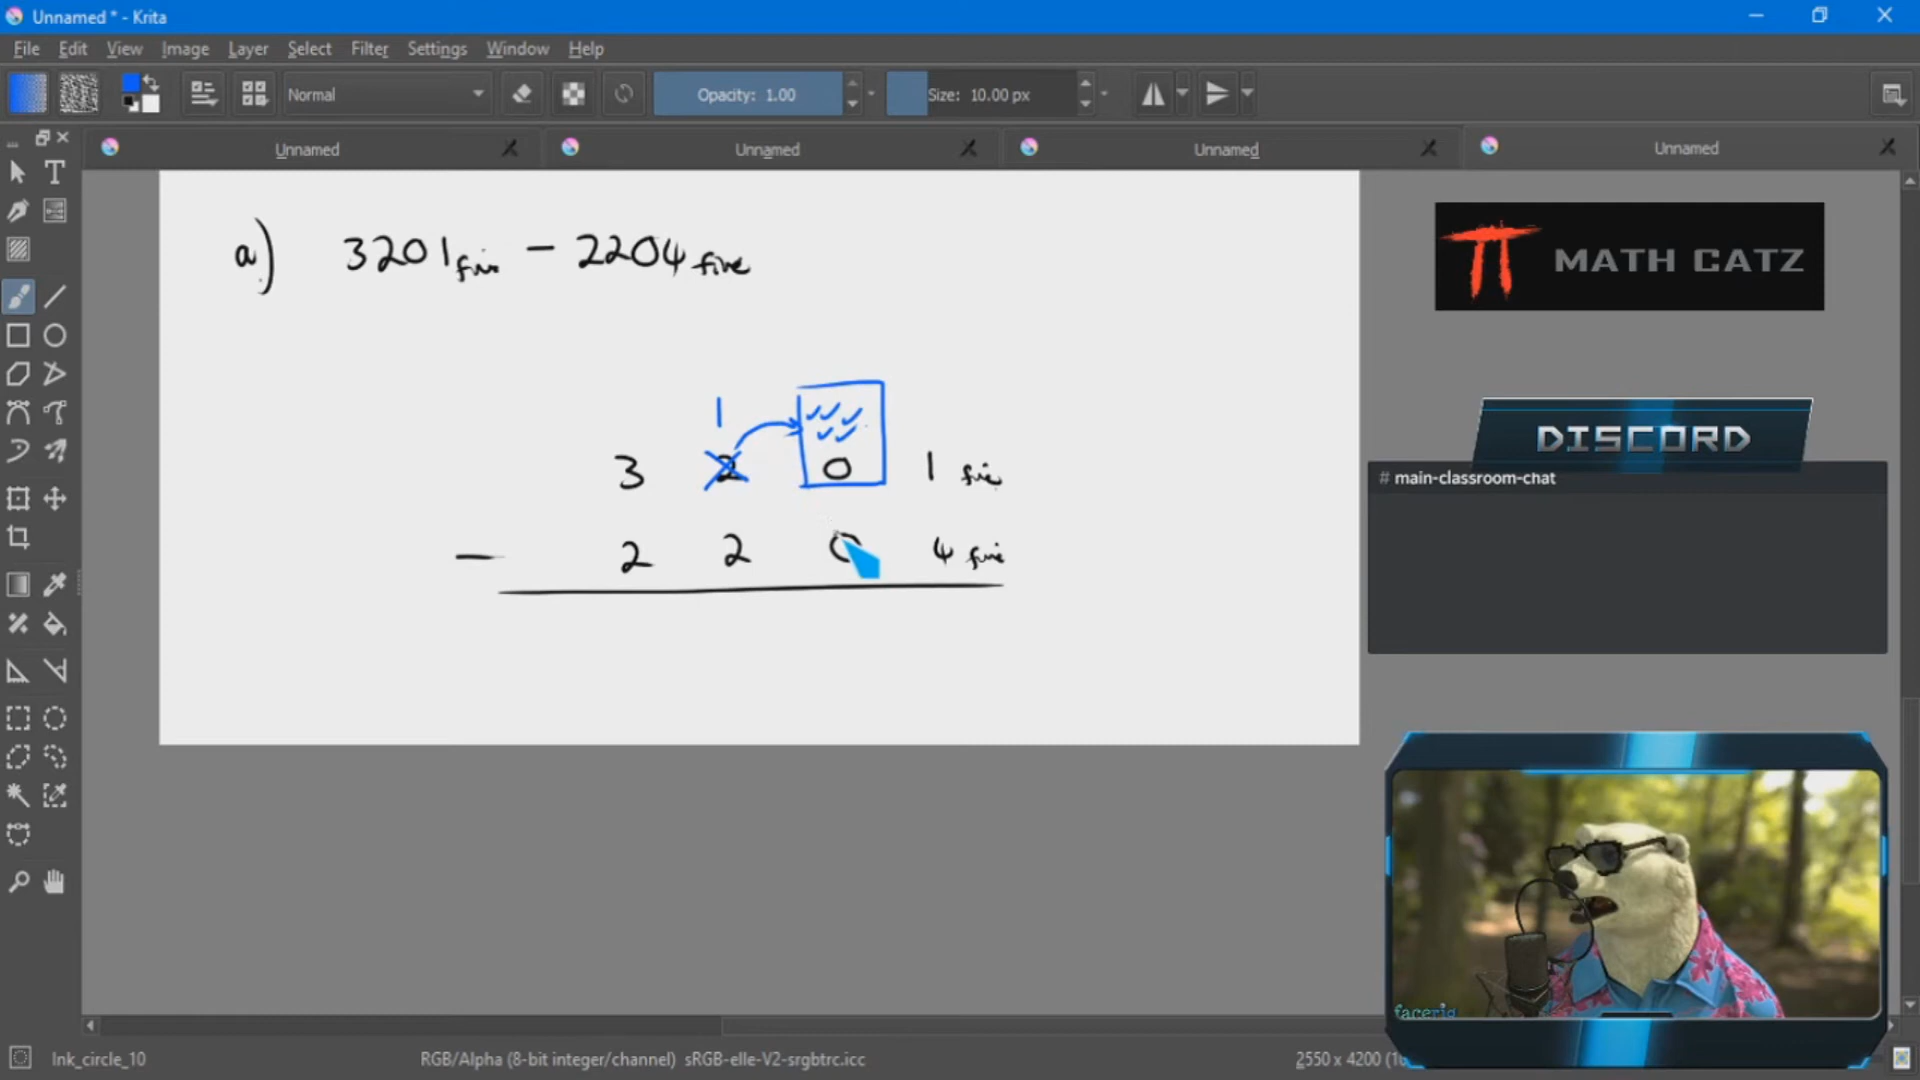 Unnamed * - Krita
File Edit View Image Layer Select Filter Settings Window Help
Normal Opacity: 1.00 Size: 10.00 px
Unnamed Unnamed Unnamed Unnamed
a) 3201five - 2204five
MATH CATZ
1
3 2 0 1 five
- 2 2 0 4 five
DISCORD
# main-classroom-chat
facerig
Ink_circle_10 RGB/Alpha (8-bit integer/channel) sRGB-elle-V2-srgbtrc.icc 2550 x 4200